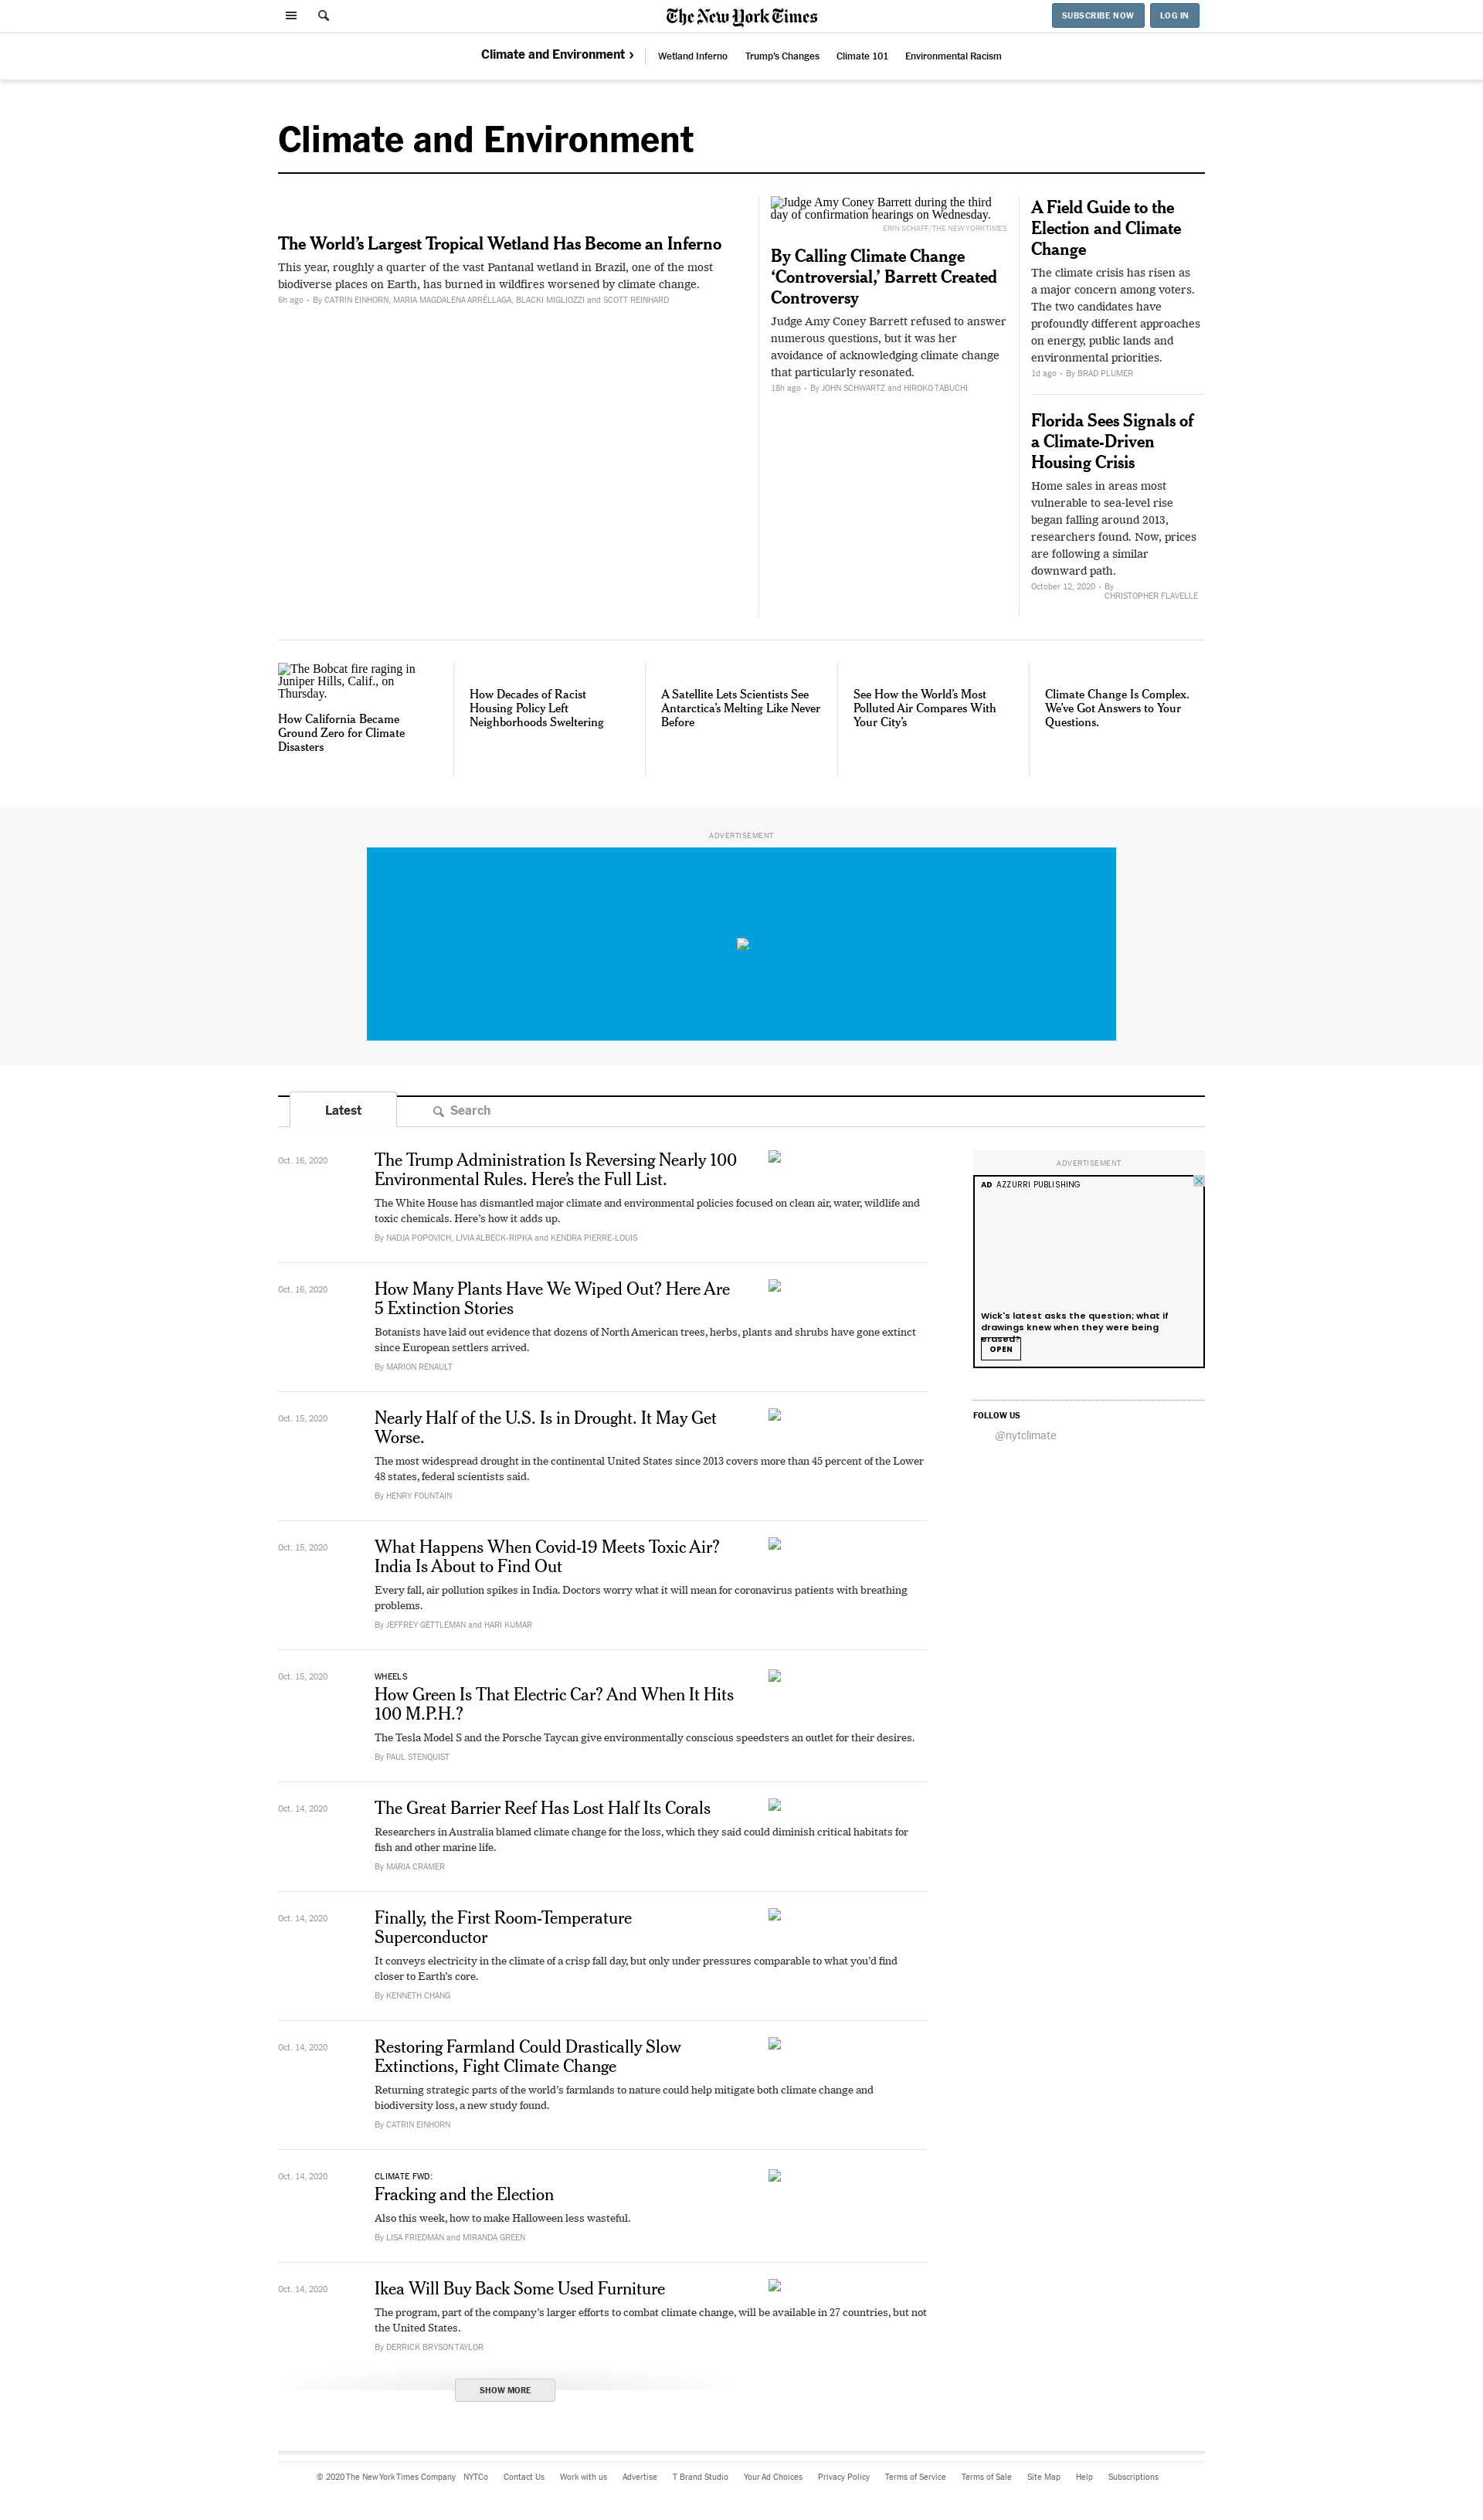 The New York Times
SUBSCRIBE NOW
LOG IN
Climate and Environment ›
Wetland Inferno
Trump's Changes
Climate 101
Environmental Racism
Climate and Environment
The World's Largest Tropical Wetland Has Become an Inferno
This year, roughly a quarter of the vast Pantanal wetland in Brazil, one of the most
biodiverse places on Earth, has burned in wildfires worsened by climate change.
6h ago • By CATRIN EINHORN, MARIA MAGDALENA ARRÉLLAGA, BLACKI MIGLIOZZI and SCOTT REINHARD
Judge Amy Coney Barrett during the third
day of confirmation hearings on Wednesday.
ERIN SCHAFF/THE NEW YORK TIMES
By Calling Climate Change
'Controversial,' Barrett Created
Controversy
Judge Amy Coney Barrett refused to answer
numerous questions, but it was her
avoidance of acknowledging climate change
that particularly resonated.
18h ago • By JOHN SCHWARTZ and HIROKO TABUCHI
A Field Guide to the
Election and Climate
Change
The climate crisis has risen as
a major concern among voters.
The two candidates have
profoundly different approaches
on energy, public lands and
environmental priorities.
1d ago • By BRAD PLUMER
Florida Sees Signals of
a Climate-Driven
Housing Crisis
Home sales in areas most
vulnerable to sea-level rise
began falling around 2013,
researchers found. Now, prices
are following a similar
downward path.
October 12, 2020 • By
CHRISTOPHER FLAVELLE
The Bobcat fire raging in
Juniper Hills, Calif., on
Thursday.
How California Became
Ground Zero for Climate
Disasters
How Decades of Racist
Housing Policy Left
Neighborhoods Sweltering
A Satellite Lets Scientists See
Antarctica's Melting Like Never
Before
See How the World's Most
Polluted Air Compares With
Your City's
Climate Change Is Complex.
We've Got Answers to Your
Questions.
ADVERTISEMENT
Latest
Search
Oct. 16, 2020
The Trump Administration Is Reversing Nearly 100
Environmental Rules. Here's the Full List.
The White House has dismantled major climate and environmental policies focused on clean air, water, wildlife and
toxic chemicals. Here's how it adds up.
By NADJA POPOVICH, LIVIA ALBECK-RIPKA and KENDRA PIERRE-LOUIS
ADVERTISEMENT
AD AZZURRI PUBLISHING
Wick's latest asks the question; what if
drawings knew when they were being
erased?
OPEN
FOLLOW US
@nytclimate
Oct. 16, 2020
How Many Plants Have We Wiped Out? Here Are
5 Extinction Stories
Botanists have laid out evidence that dozens of North American trees, herbs, plants and shrubs have gone extinct
since European settlers arrived.
By MARION RENAULT
Oct. 15, 2020
Nearly Half of the U.S. Is in Drought. It May Get
Worse.
The most widespread drought in the continental United States since 2013 covers more than 45 percent of the Lower
48 states, federal scientists said.
By HENRY FOUNTAIN
Oct. 15, 2020
What Happens When Covid-19 Meets Toxic Air?
India Is About to Find Out
Every fall, air pollution spikes in India. Doctors worry what it will mean for coronavirus patients with breathing
problems.
By JEFFREY GETTLEMAN and HARI KUMAR
Oct. 15, 2020
WHEELS
How Green Is That Electric Car? And When It Hits
100 M.P.H.?
The Tesla Model S and the Porsche Taycan give environmentally conscious speedsters an outlet for their desires.
By PAUL STENQUIST
Oct. 14, 2020
The Great Barrier Reef Has Lost Half Its Corals
Researchers in Australia blamed climate change for the loss, which they said could diminish critical habitats for
fish and other marine life.
By MARIA CRAMER
Oct. 14, 2020
Finally, the First Room-Temperature
Superconductor
It conveys electricity in the climate of a crisp fall day, but only under pressures comparable to what you'd find
closer to Earth's core.
By KENNETH CHANG
Oct. 14, 2020
Restoring Farmland Could Drastically Slow
Extinctions, Fight Climate Change
Returning strategic parts of the world's farmlands to nature could help mitigate both climate change and
biodiversity loss, a new study found.
By CATRIN EINHORN
Oct. 14, 2020
CLIMATE FWD:
Fracking and the Election
Also this week, how to make Halloween less wasteful.
By LISA FRIEDMAN and MIRANDA GREEN
Oct. 14, 2020
Ikea Will Buy Back Some Used Furniture
The program, part of the company's larger efforts to combat climate change, will be available in 27 countries, but not
the United States.
By DERRICK BRYSON TAYLOR
SHOW MORE
© 2020 The New York Times Company NYTCo Contact Us Work with us Advertise T Brand Studio Your Ad Choices Privacy Policy Terms of Service Terms of Sale Site Map Help Subscriptions